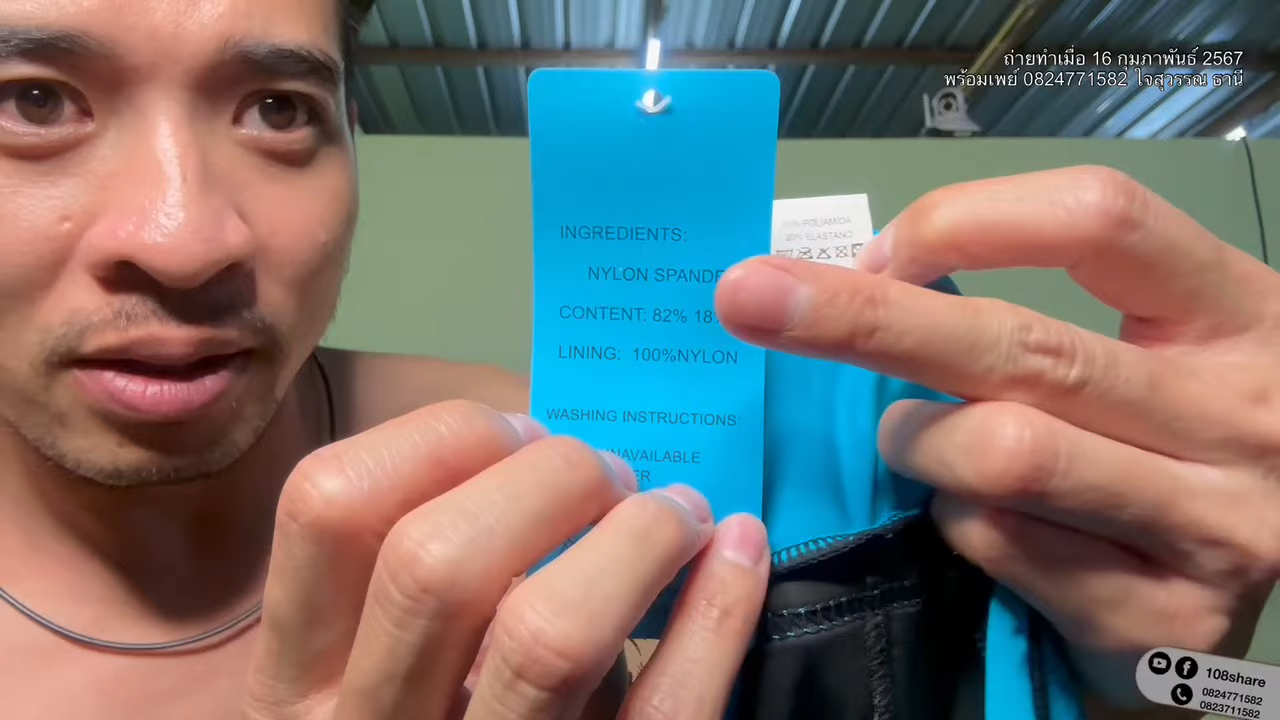 ถ่ายทำเมื่อ 16 กุมภาพันธ์ 2567
พร้อมเพย์ 0824771582 ใจสุวรรณ ธานี
INGREDIENTS:
NYLON SPANDE
CONTENT: 82% 18
LINING: 100%NYLON
WASHING INSTRUCTIONS:
UNAVAILABLE
POLIAMIDA
20% ELASTANO
108share
0824771582
0823711582